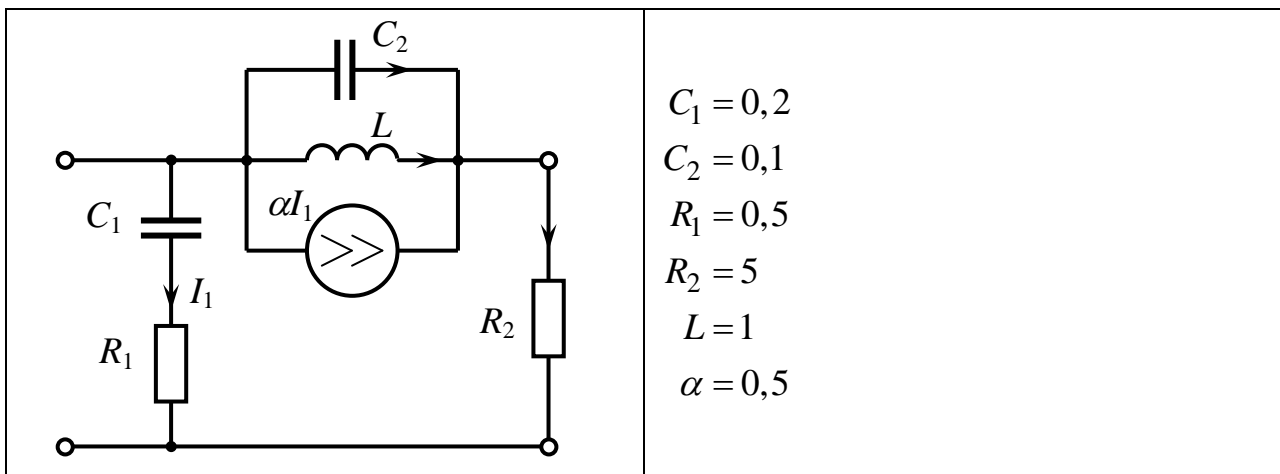 C₂
L
αI₁
C₁
I₁
R₁
R₂
C₁ = 0,2
C₂ = 0,1
R₁ = 0,5
R₂ = 5
L = 1
α = 0,5